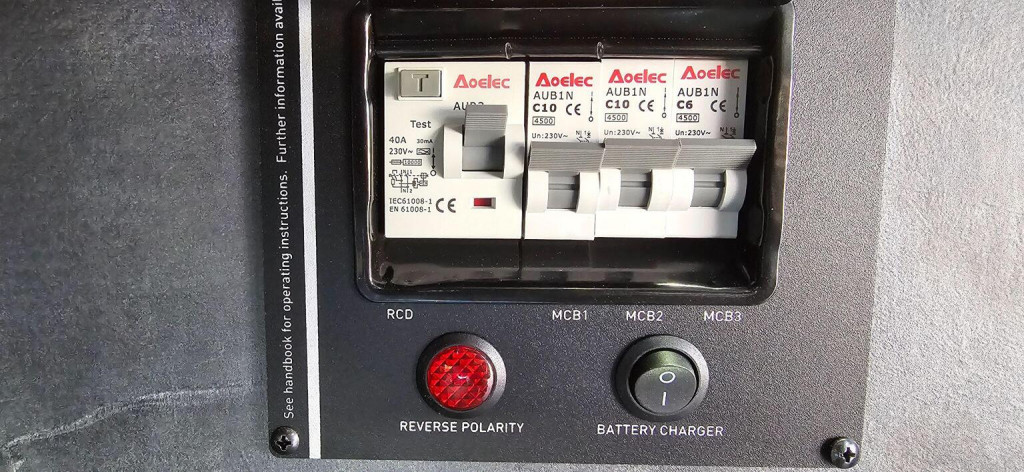 See handbook for operating instructions. Further information avai
T
Aoelec
Test
40A
30mA
230V~
IEC61008-1
EN 61008-1
CE
Aoelec
AUB1N
C10 CE
4500
Un:230V~
Aoelec
AUB1N
C10 CE
4500
Un:230V~
Aoelec
AUB1N
C6 CE
4500
Un:230V~
RCD MCB1 MCB2 MCB3
O
I
REVERSE POLARITY BATTERY CHARGER